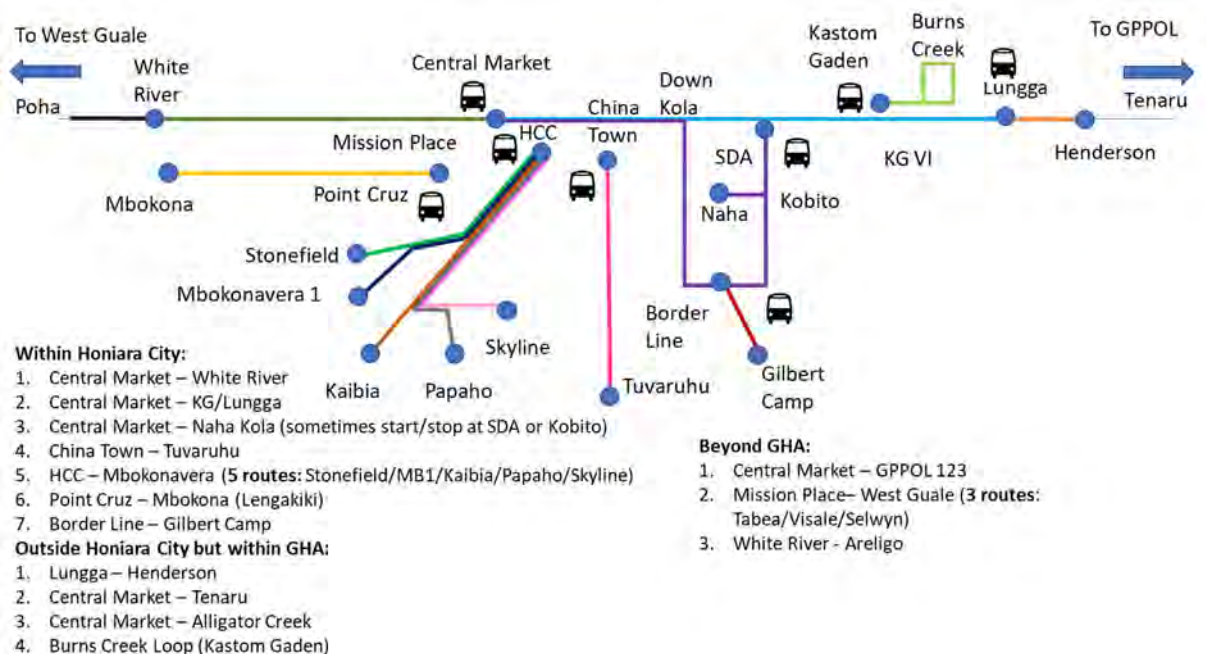 To West Guale
White
River
Poha
Central Market
Mission Place
HCC
China
Town
Down
Kola
Kastom
Gaden
Burns
Creek
Lungga
To GPPOL
Tenaru
Henderson
KG VI
SDA
Kobito
Naha
Mbokona
Point Cruz
Stonefield
Mbokonavera 1
Kaibia
Papaho
Skyline
Tuvaruhu
Border
Line
Gilbert
Camp
Within Honiara City:
1. Central Market – White River
2. Central Market – KG/Lungga
3. Central Market – Naha Kola (sometimes start/stop at SDA or Kobito)
4. China Town – Tuvaruhu
5. HCC – Mbokonavera (5 routes: Stonefield/MB1/Kaibia/Papaho/Skyline)
6. Point Cruz – Mbokona (Lengakiki)
7. Border Line – Gilbert Camp
Outside Honiara City but within GHA:
1. Lungga – Henderson
2. Central Market – Tenaru
3. Central Market – Alligator Creek
4. Burns Creek Loop (Kastom Gaden)
Beyond GHA:
1. Central Market – GPPOL 123
2. Mission Place– West Guale (3 routes:
Tabea/Visale/Selwyn)
3. White River - Areligo